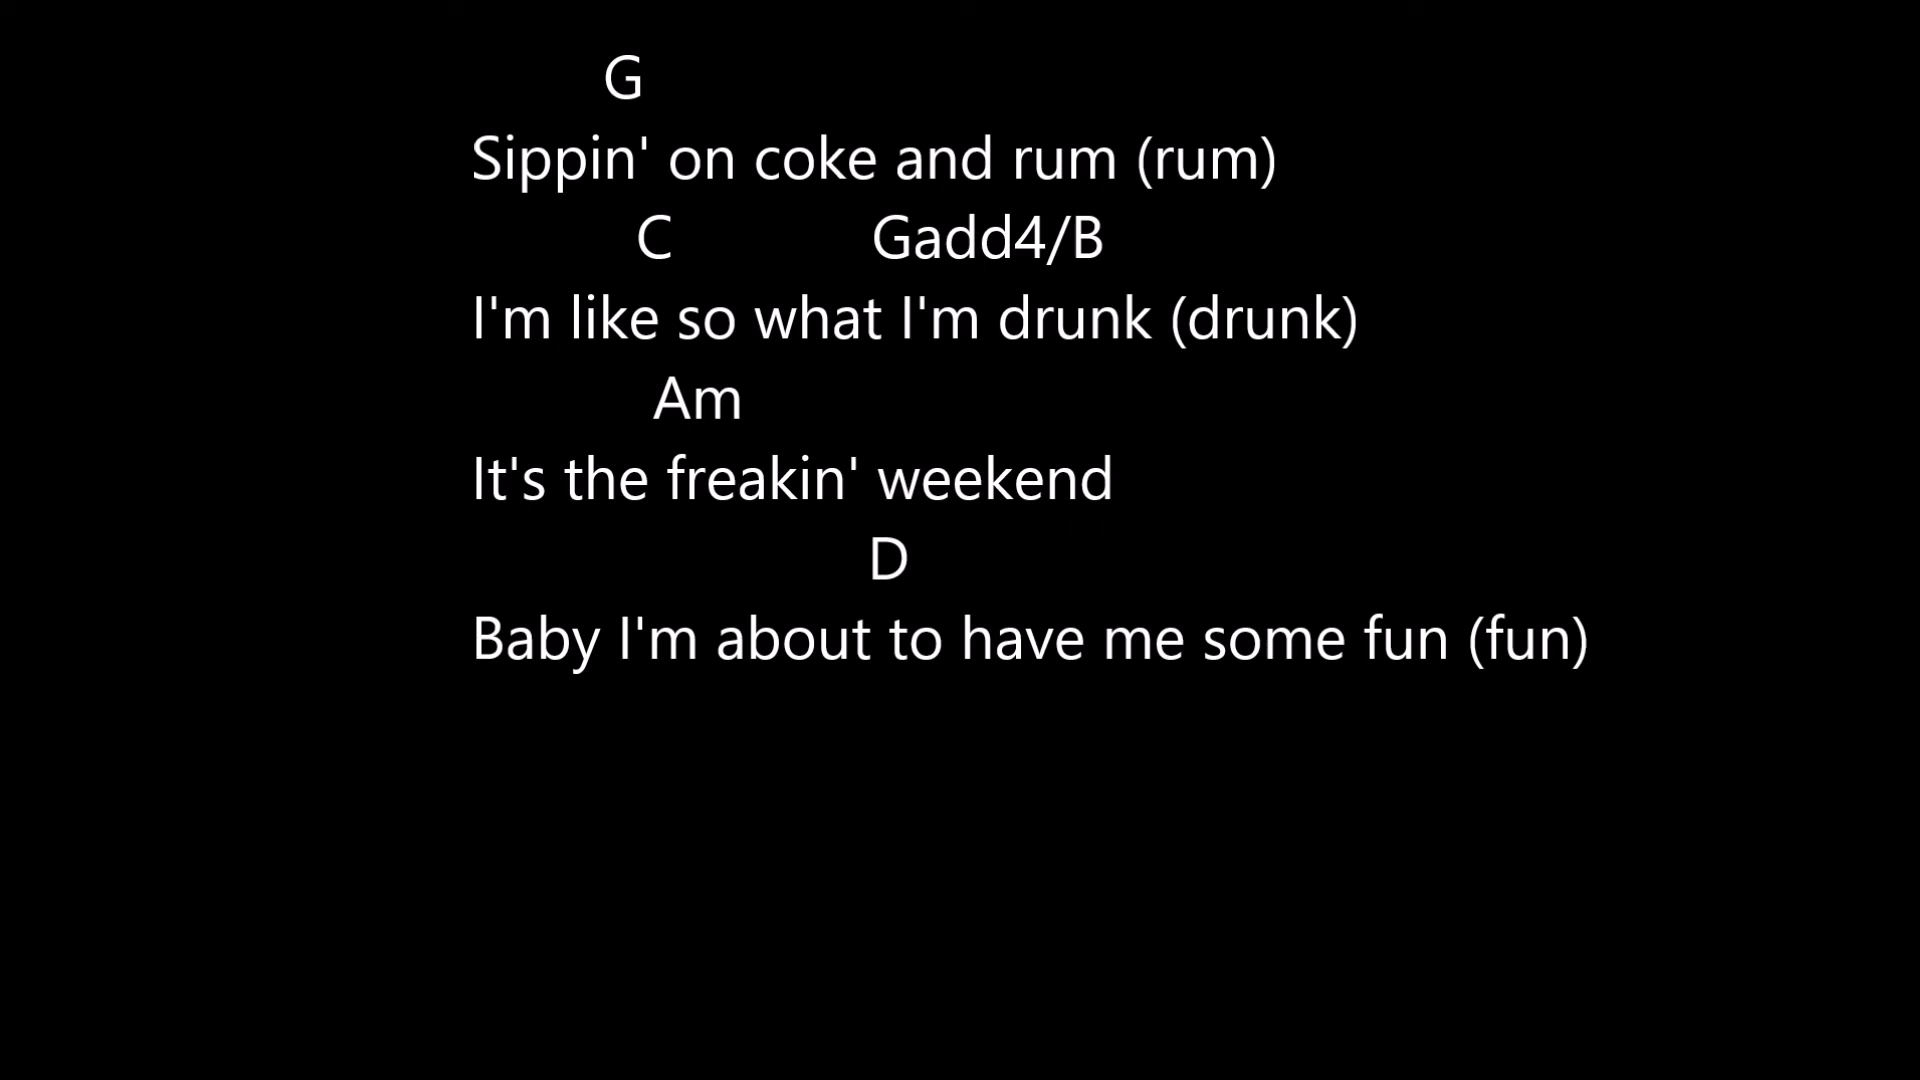 G
Sippin' on coke and rum (rum)
C Gadd4/B
I'm like so what I'm drunk (drunk)
Am
It's the freakin' weekend
D
Baby I'm about to have me some fun (fun)